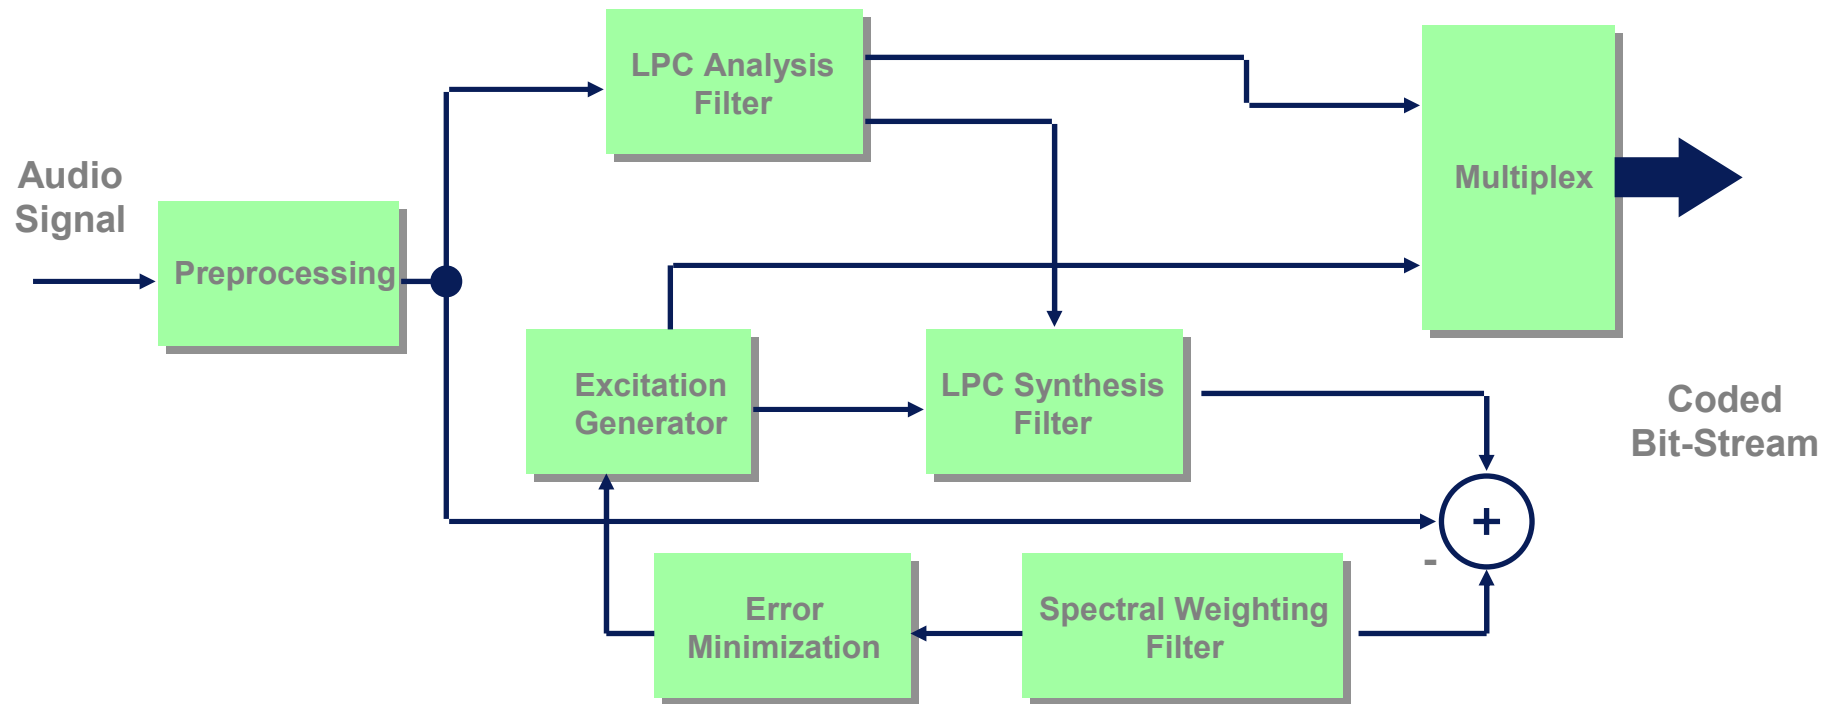 LPC Analysis
Filter
Audio
Signal
Preprocessing
Multiplex
Excitation
Generator
LPC Synthesis
Filter
Coded
Bit-Stream
+
-
Error
Minimization
Spectral Weighting
Filter